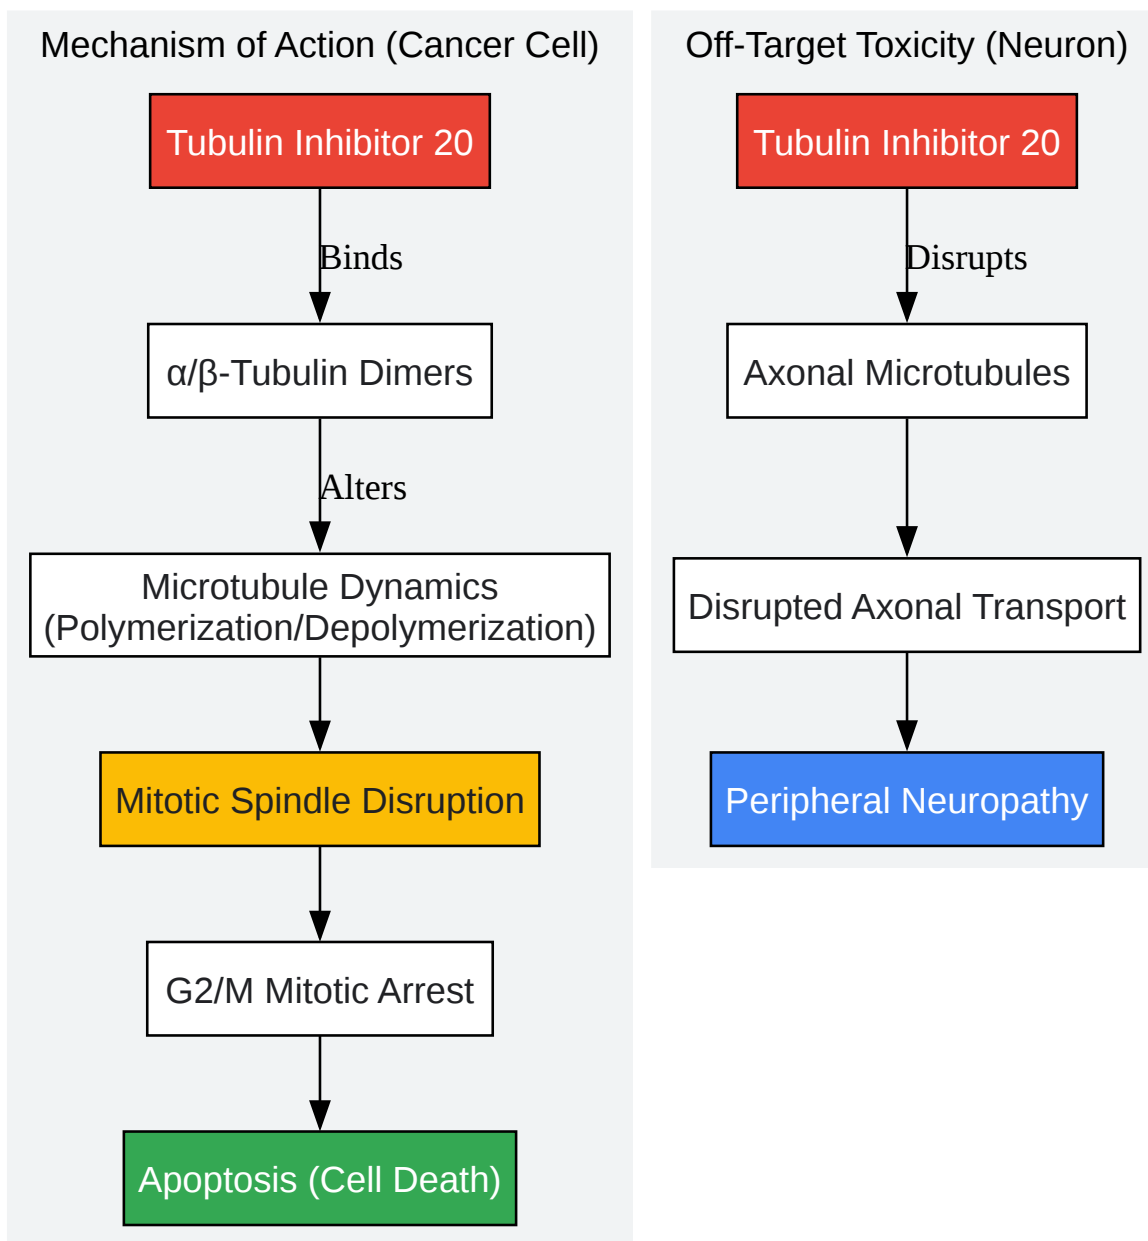 Mechanism of Action (Cancer Cell)
Tubulin Inhibitor 20
Binds
α/β-Tubulin Dimers
Alters
Microtubule Dynamics
(Polymerization/Depolymerization)
Mitotic Spindle Disruption
G2/M Mitotic Arrest
Apoptosis (Cell Death)
Off-Target Toxicity (Neuron)
Tubulin Inhibitor 20
Disrupts
Axonal Microtubules
Disrupted Axonal Transport
Peripheral Neuropathy